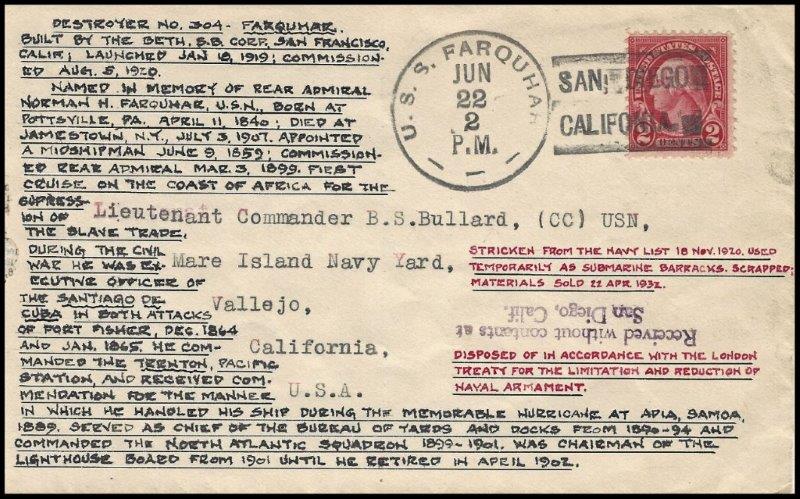 DESTROYER NO. 304- FARQUHAR.
BUILT BY THE BETH. S.B. CORP. SAN FRANCISCO,
CALIF; LAUNCHED JAN 18, 1919; COMMISSION-
ED AUG. 5, 1920.
NAMED IN MEMORY OF REAR ADMIRAL
NORMAN H. FARQUHAR, U.S.N., BORN AT
POTTSVILLE, PA. APRIL 11, 1840; DIED AT
JAMESTOWN, N.Y., JULY 3, 1907. APPOINTED
A MIDSHIPMAN JUNE 9, 1859; COMMISSION-
ED REAR ADMIRAL MAR. 3, 1899. FIRST
CRUISE ON THE COAST OF AFRICA FOR THE
SUPRESS-
ION OF
THE SLAVE TRADE.
DURING THE CIVIL
WAR HE WAS EX-
ECUTIVE OFFICER OF
THE SANTIAGO DE
CUBA IN BOTH ATTACKS
OF FORT FISHER, DEC. 1864
AND JAN. 1865. HE COM-
MANDED THE TRENTON, PACIFIC
STATION, AND RECEIVED COM-
MENDATION FOR THE MANNER
IN WHICH HE HANDLED HIS SHIP DURING THE MEMORABLE HURRICANE AT APIA, SAMOA,
1889. SERVED AS CHIEF OF THE BUREAU OF YARDS AND DOCKS FROM 1890-94 AND
COMMANDED THE NORTH ATLANTIC SQUADRON 1899-1901. WAS CHAIRMAN OF THE
LIGHTHOUSE BOARD FROM 1901 UNTIL HE RETIRED IN APRIL 1902.
U.S.S. FARQUHAR
JUN
22
2
P.M.
SAN DIEGO
CALIFORNIA
UNITED STATES POSTAGE
2 CENTS 2
Lieutenant Commander B.S.Bullard, (CC) USN,
Mare Island Navy Yard,
Vallejo,
California,
U.S.A.
STRICKEN FROM THE NAVY LIST 18 NOV. 1920. USED
TEMPORARILY AS SUBMARINE BARRACKS. SCRAPPED;
MATERIALS SOLD 22 APR. 1932.
Received without contents at
San Diego, Calif.
DISPOSED OF IN ACCORDANCE WITH THE LONDON
TREATY FOR THE LIMITATION AND REDUCTION OF
NAVAL ARMAMENT.